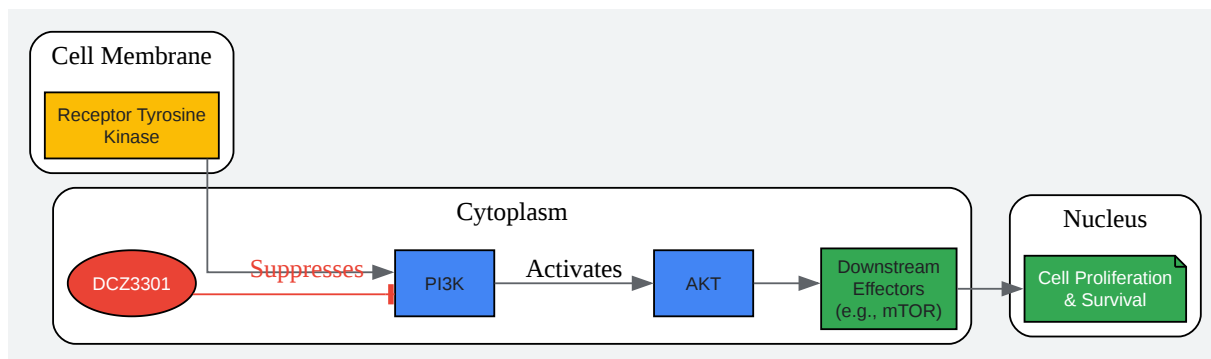 Cell Membrane
Receptor Tyrosine
Kinase
Cytoplasm
DCZ3301
Suppresses
PI3K
Activates
AKT
Downstream
Effectors
(e.g., mTOR)
Nucleus
Cell Proliferation
& Survival